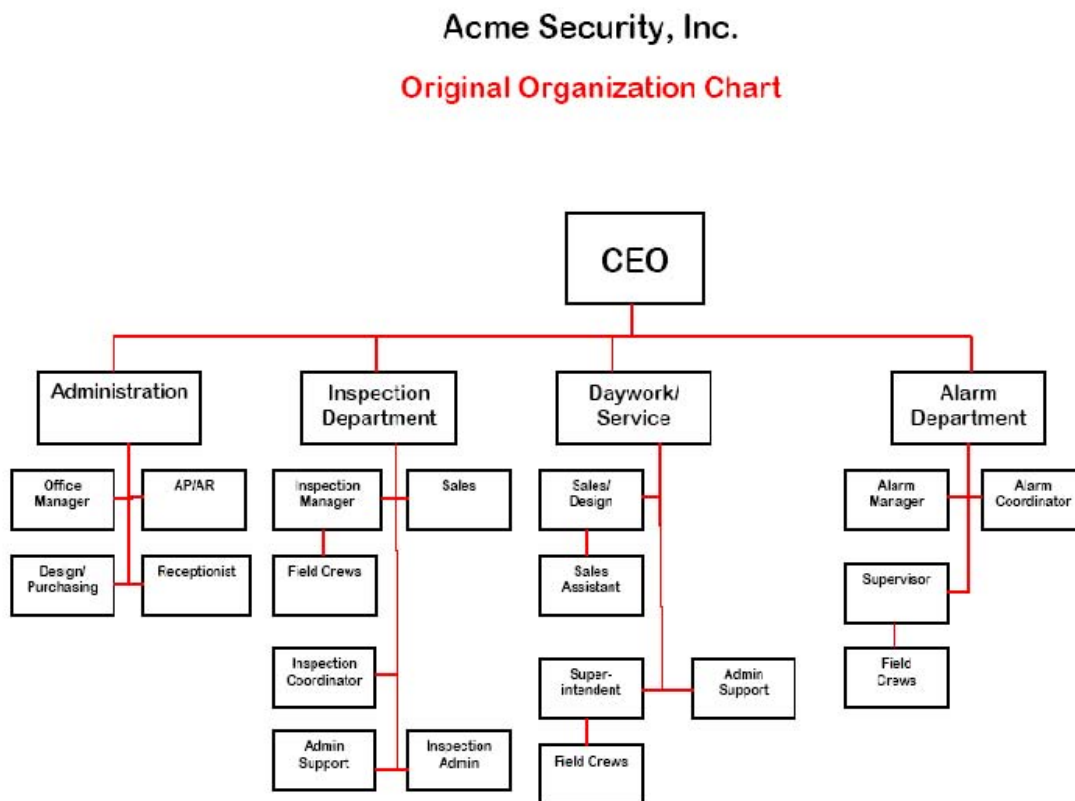 Acme Security, Inc.
Original Organization Chart
CEO
Administration
Inspection
Department
Daywork/
Service
Alarm
Department
Office
Manager
AP/AR
Inspection
Manager
Sales
Sales/
Design
Alarm
Manager
Alarm
Coordinator
Design/
Purchasing
Receptionist
Field Crews
Sales
Assistant
Supervisor
Inspection
Coordinator
Super-
intendent
Admin
Support
Field
Crews
Admin
Support
Inspection
Admin
Field Crews